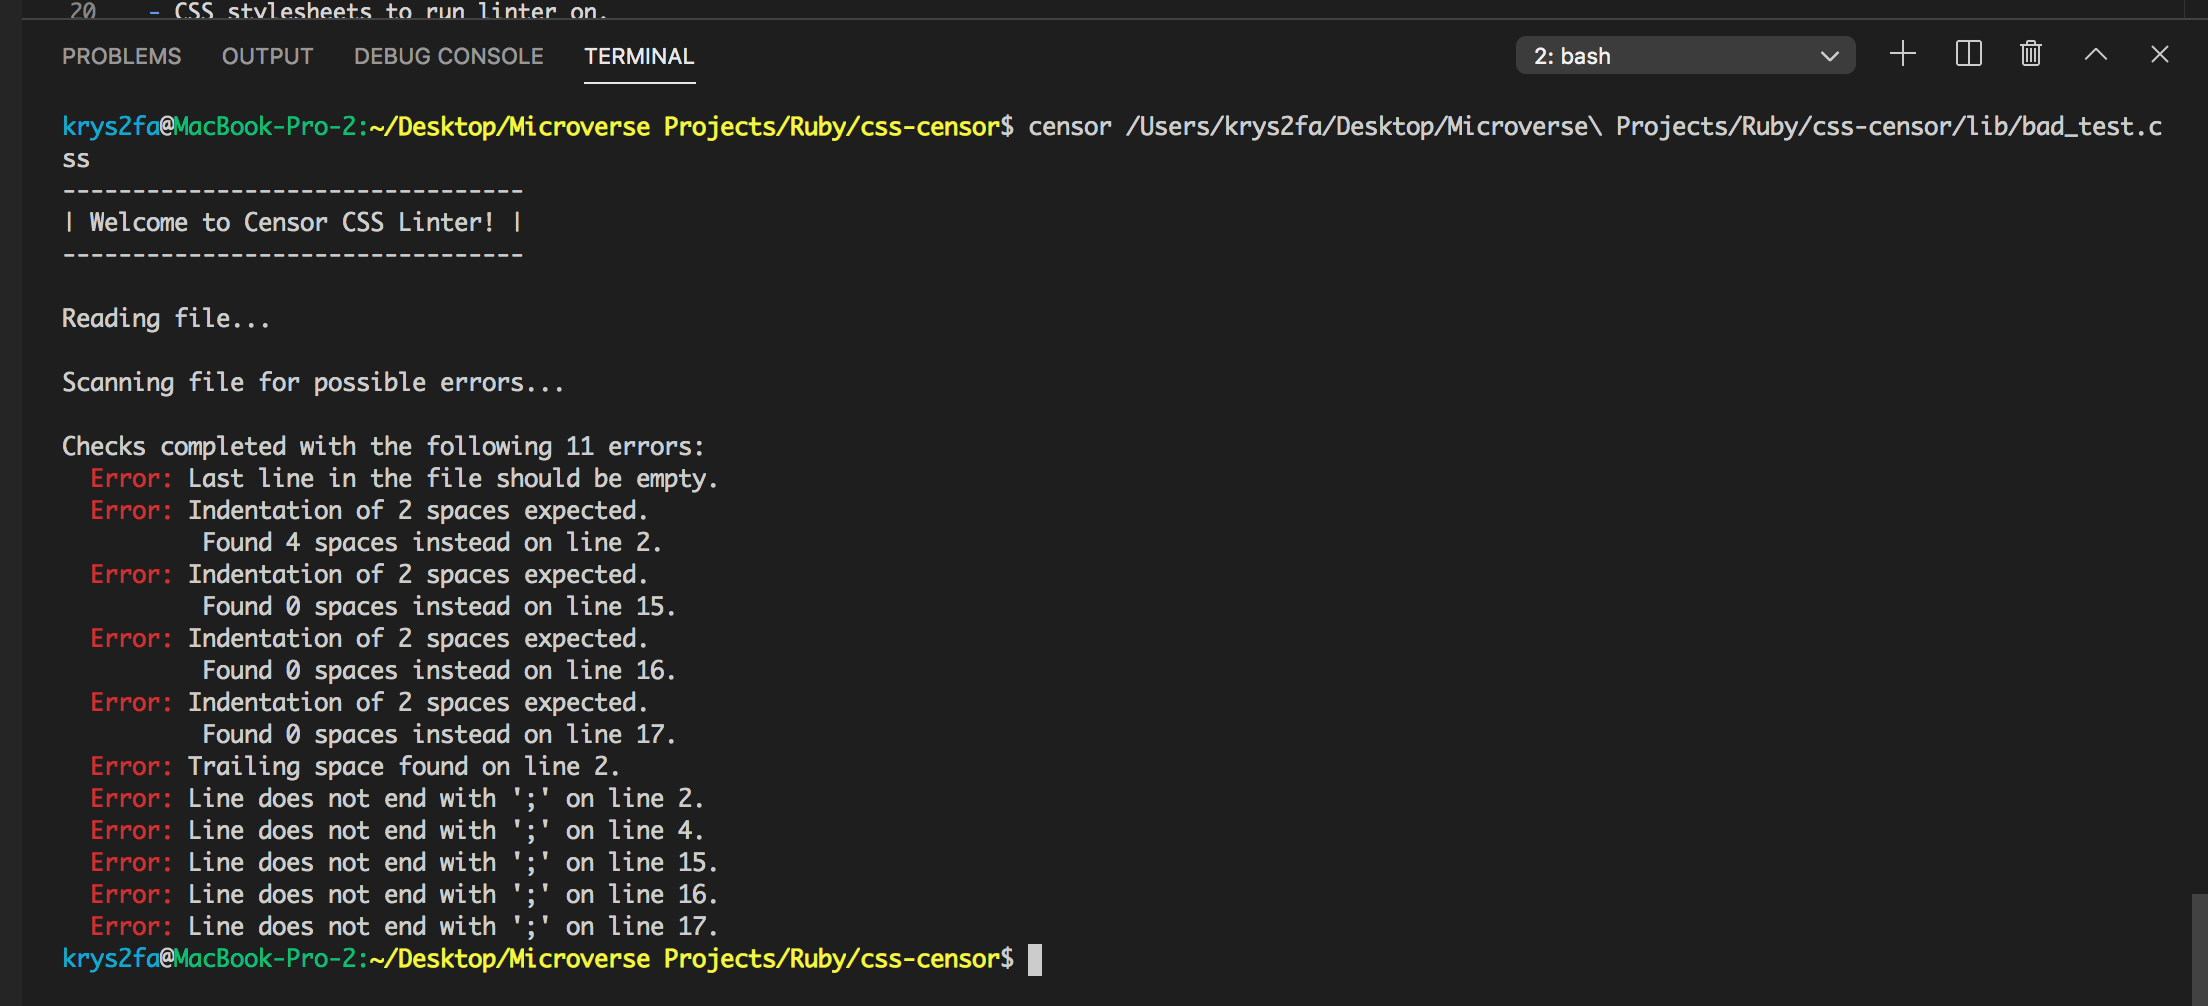 20 - CSS stylesheets to run linter on.
PROBLEMS OUTPUT DEBUG CONSOLE TERMINAL 2: bash
krys2fa@MacBook-Pro-2:~/Desktop/Microverse Projects/Ruby/css-censor$ censor /Users/krys2fa/Desktop/Microverse\ Projects/Ruby/css-censor/lib/bad_test.c
ss
---------------------------------
| Welcome to Censor CSS Linter! |
---------------------------------
Reading file...
Scanning file for possible errors...
Checks completed with the following 11 errors:
Error: Last line in the file should be empty.
Error: Indentation of 2 spaces expected.
Found 4 spaces instead on line 2.
Error: Indentation of 2 spaces expected.
Found 0 spaces instead on line 15.
Error: Indentation of 2 spaces expected.
Found 0 spaces instead on line 16.
Error: Indentation of 2 spaces expected.
Found 0 spaces instead on line 17.
Error: Trailing space found on line 2.
Error: Line does not end with ';' on line 2.
Error: Line does not end with ';' on line 4.
Error: Line does not end with ';' on line 15.
Error: Line does not end with ';' on line 16.
Error: Line does not end with ';' on line 17.
krys2fa@MacBook-Pro-2:~/Desktop/Microverse Projects/Ruby/css-censor$